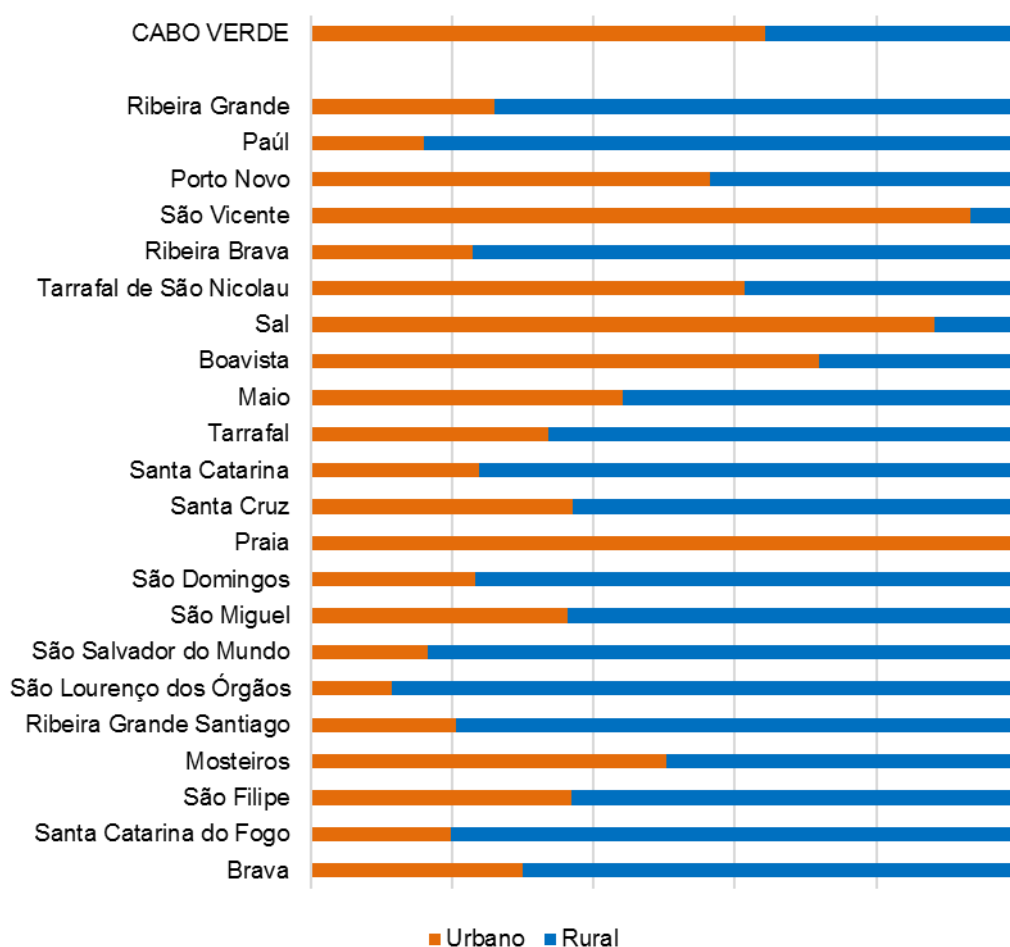 CABO VERDE
Ribeira Grande
Paúl
Porto Novo
São Vicente
Ribeira Brava
Tarrafal de São Nicolau
Sal
Boavista
Maio
Tarrafal
Santa Catarina
Santa Cruz
Praia
São Domingos
São Miguel
São Salvador do Mundo
São Lourenço dos Órgãos
Ribeira Grande Santiago
Mosteiros
São Filipe
Santa Catarina do Fogo
Brava
Urbano Rural